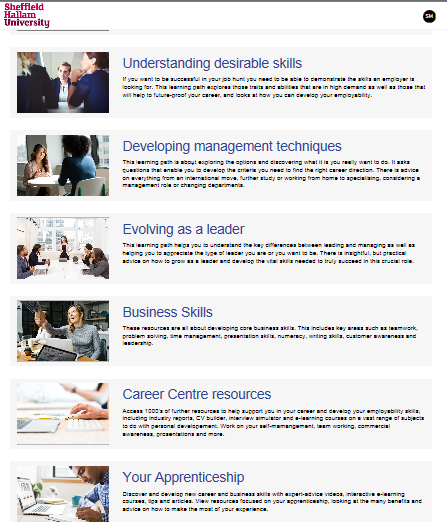 Sheffield
Hallam
University
SM
Understanding desirable skills
If you want to be successful in your job hunt you need to be able to demonstrate the skills an employer is
looking for. This learning path explores those traits and abilities that are in high demand as well as those that
will help to future-proof your career, and looks at how you can develop your employability.
Developing management techniques
This learning path is about exploring the options and discovering what it is you really want to do. It asks
questions that enable you to develop the criteria you need to find the right career direction. There is advice
on everything from an international move, further study or working from home to specialising, considering a
management role or changing departments.
Evolving as a leader
This learning path helps you to understand the key differences between leading and managing as well as
helping you to appreciate the type of leader you are or you want to be. There is insightful, but practical
advice on how to grow as a leader and develop the vital skills needed to truly succeed in this crucial role.
Business Skills
These resources are all about developing core business skills. This includes key areas such as teamwork,
problem solving, time management, presentation skills, numeracy, writing skills, customer awareness and
leadership.
Career Centre resources
Access 1000's of further resources to help support you in your career and develop your employability skills;
including industry reports, CV builder, interview simulator and e-learning courses on a vast range of subjects
to do with personal developement. Work on your self-mamangement, team working, commercial
awareness, prosentations and more.
Your Apprenticeship
Discover and develop new career and business skills with expert-advice videos, interactive e-learning
courses, tips and articles. View resources focused on your apprenticeship, looking at the many benefits and
advice on how to make the most of your experience.